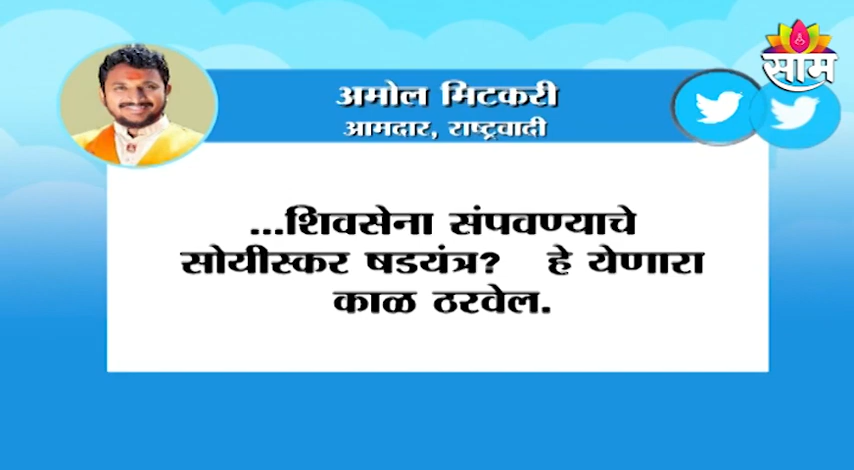 साम
अमोल मिटकरी
आमदार, राष्ट्रवादी
...शिवसेना संपवण्याचे
सोयीस्कर षडयंत्र? हे येणारा
काळ ठरवेल.